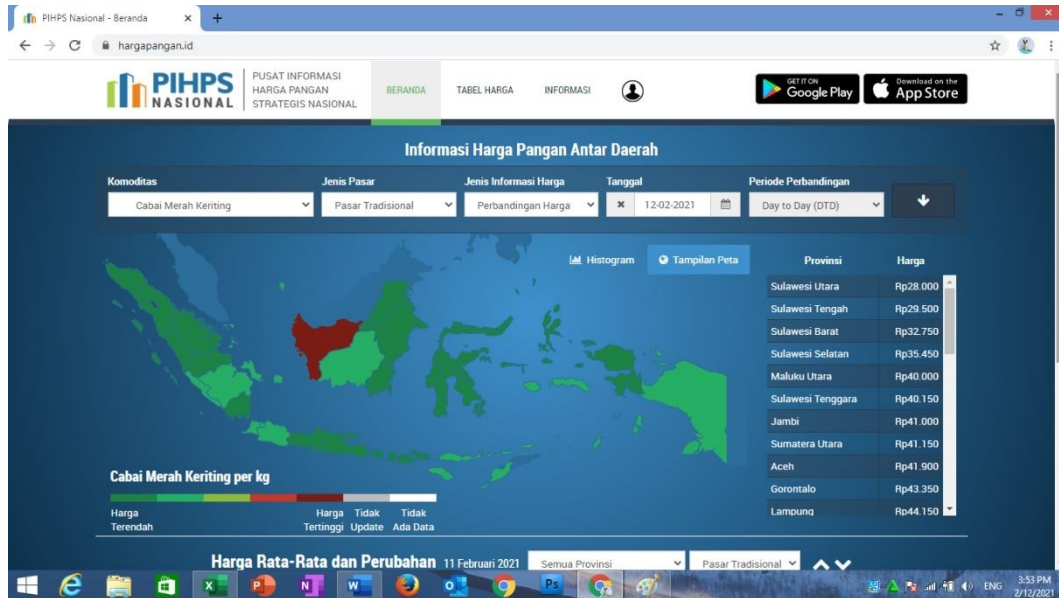 PIHPS Nasional - Beranda
hargapangan.id
PIHPS
NASIONAL
PUSAT INFORMASI
HARGA PANGAN
STRATEGIS NASIONAL
BERANDA TABEL HARGA INFORMASI
GET IT ON
Google Play
Download on the
App Store
Informasi Harga Pangan Antar Daerah
Komoditas Jenis Pasar Jenis Informasi Harga Tanggal Periode Perbandingan
Cabai Merah Keriting Pasar Tradisional Perbandingan Harga 12-02-2021 Day to Day (DTD)
Histogram Tampilan Peta
Provinsi Harga
Sulawesi Utara Rp28.000
Sulawesi Tengah Rp29.500
Sulawesi Barat Rp32.750
Sulawesi Selatan Rp35.450
Maluku Utara Rp40.000
Sulawesi Tenggara Rp40.150
Jambi Rp41.000
Sumatera Utara Rp41.150
Aceh Rp41.900
Gorontalo Rp43.350
Lampung Rp44.150
Cabai Merah Keriting per kg
Harga
Terendah
Harga
Tertinggi
Tidak
Update
Tidak
Ada Data
Harga Rata-Rata dan Perubahan 11 Februari 2021 Semua Provinsi Pasar Tradisional
ENG
3:53 PM
2/12/2021